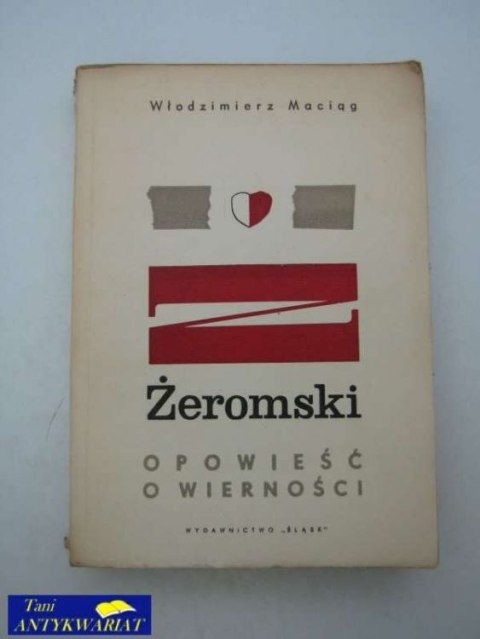 Włodzimierz Maciąg
Żeromski
OPOWIEŚĆ
O WIERNOŚCI
WYDAWNICTWO „ŚLĄSK"
Tani
ANTYKWARIAT